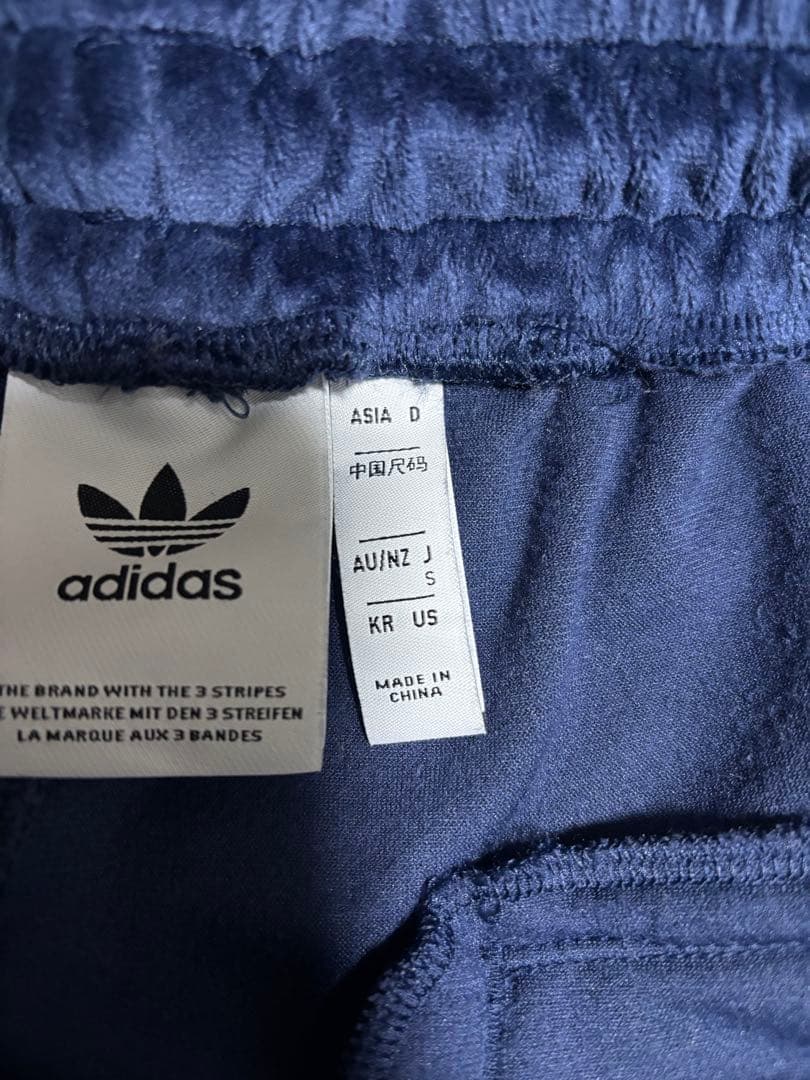 adidas
THE BRAND WITH THE 3 STRIPES
E WELTMARKE MIT DEN 3 STREIFEN
LA MARQUE AUX 3 BANDES
ASIA D
中国尺码
AU/NZ J
S
KR US
MADE IN
CHINA